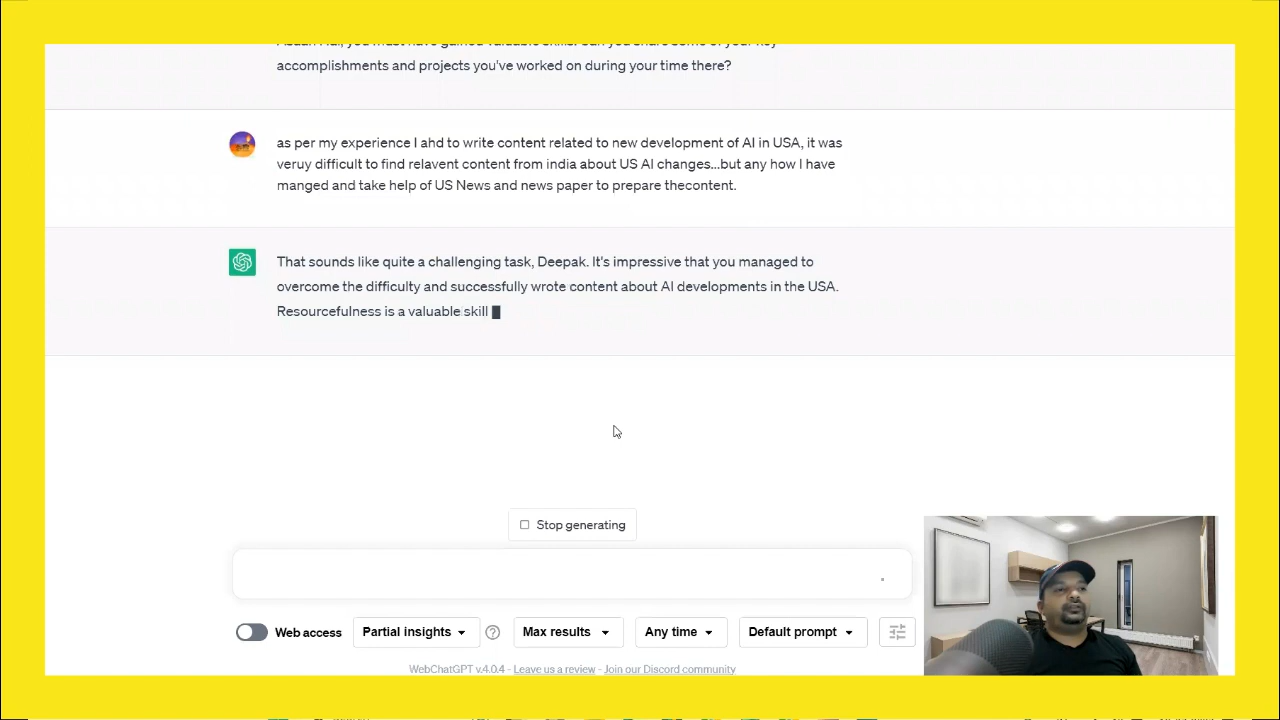 accomplishments and projects you've worked on during your time there?
as per my experience I ahd to write content related to new development of AI in USA, it was
veruy difficult to find relavent content from india about US AI changes...but any how I have
manged and take help of US News and news paper to prepare thecontent.
That sounds like quite a challenging task, Deepak. It's impressive that you managed to
overcome the difficulty and successfully wrote content about AI developments in the USA.
Resourcefulness is a valuable skill
Stop generating
Web access
Partial insights
Max results
Any time
Default prompt
WebChatGPT v.4.0.4 · Leave us a review - Join our Discord community